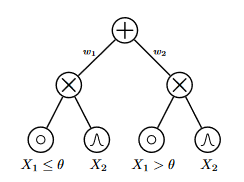 +
w₁ w₂
× ×
X₁ ≤ θ X₂ X₁ > θ X₂